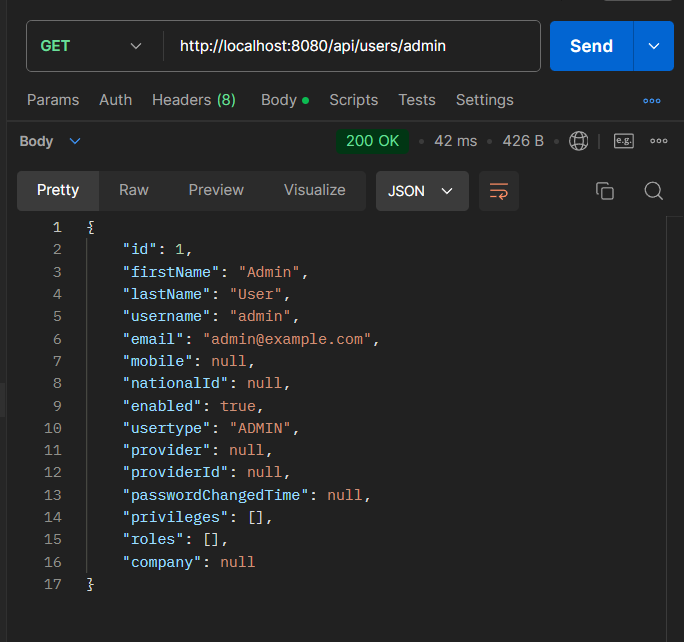 GET http://localhost:8080/api/users/admin Send
Params Auth Headers (8) Body Scripts Tests Settings
Body 200 OK 42 ms 426 B e.g.
Pretty Raw Preview Visualize JSON
1 {
2 "id": 1,
3 "firstName": "Admin",
4 "lastName": "User",
5 "username": "admin",
6 "email": "admin@example.com",
7 "mobile": null,
8 "nationalId": null,
9 "enabled": true,
10 "usertype": "ADMIN",
11 "provider": null,
12 "providerId": null,
13 "passwordChangedTime": null,
14 "privileges": [],
15 "roles": [],
16 "company": null
17 }